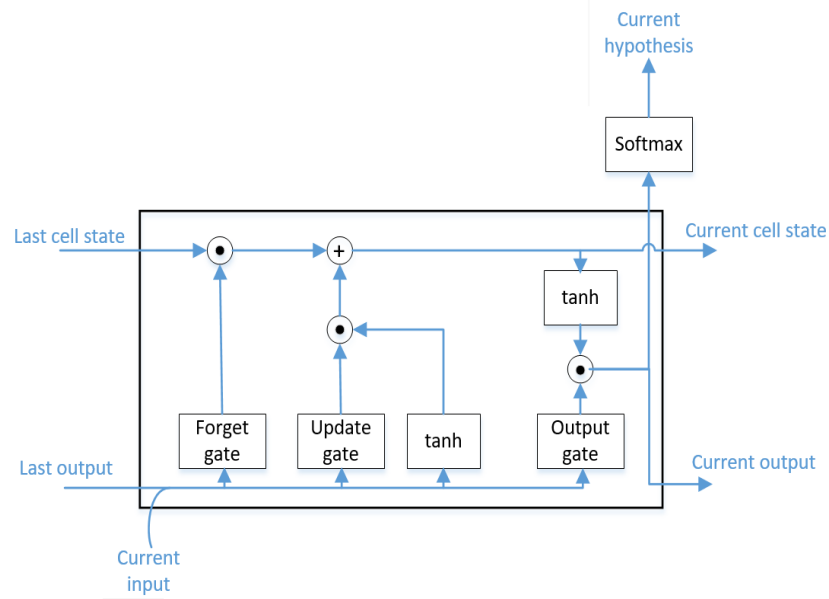 Current
hypothesis
Softmax
Last cell state
+
Current cell state
tanh
Forget
gate
Update
gate
tanh
Output
gate
Last output
Current output
Current
input